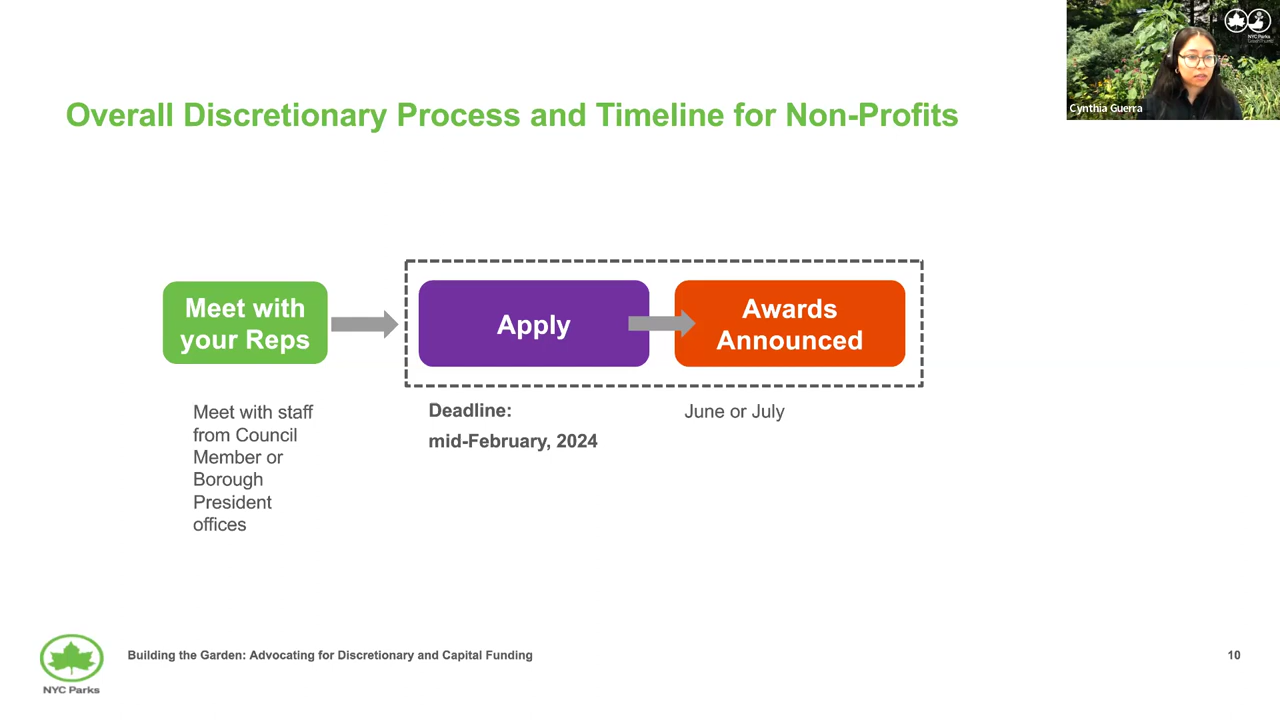 Overall Discretionary Process and Timeline for Non-Profits
Cynthia Guerra
Meet with
your Reps
Apply
Awards
Announced
Meet with staff
from Council
Member or
Borough
President
offices
Deadline:
mid-February, 2024
June or July
NYC Parks
Building the Garden: Advocating for Discretionary and Capital Funding
10
NYC Parks